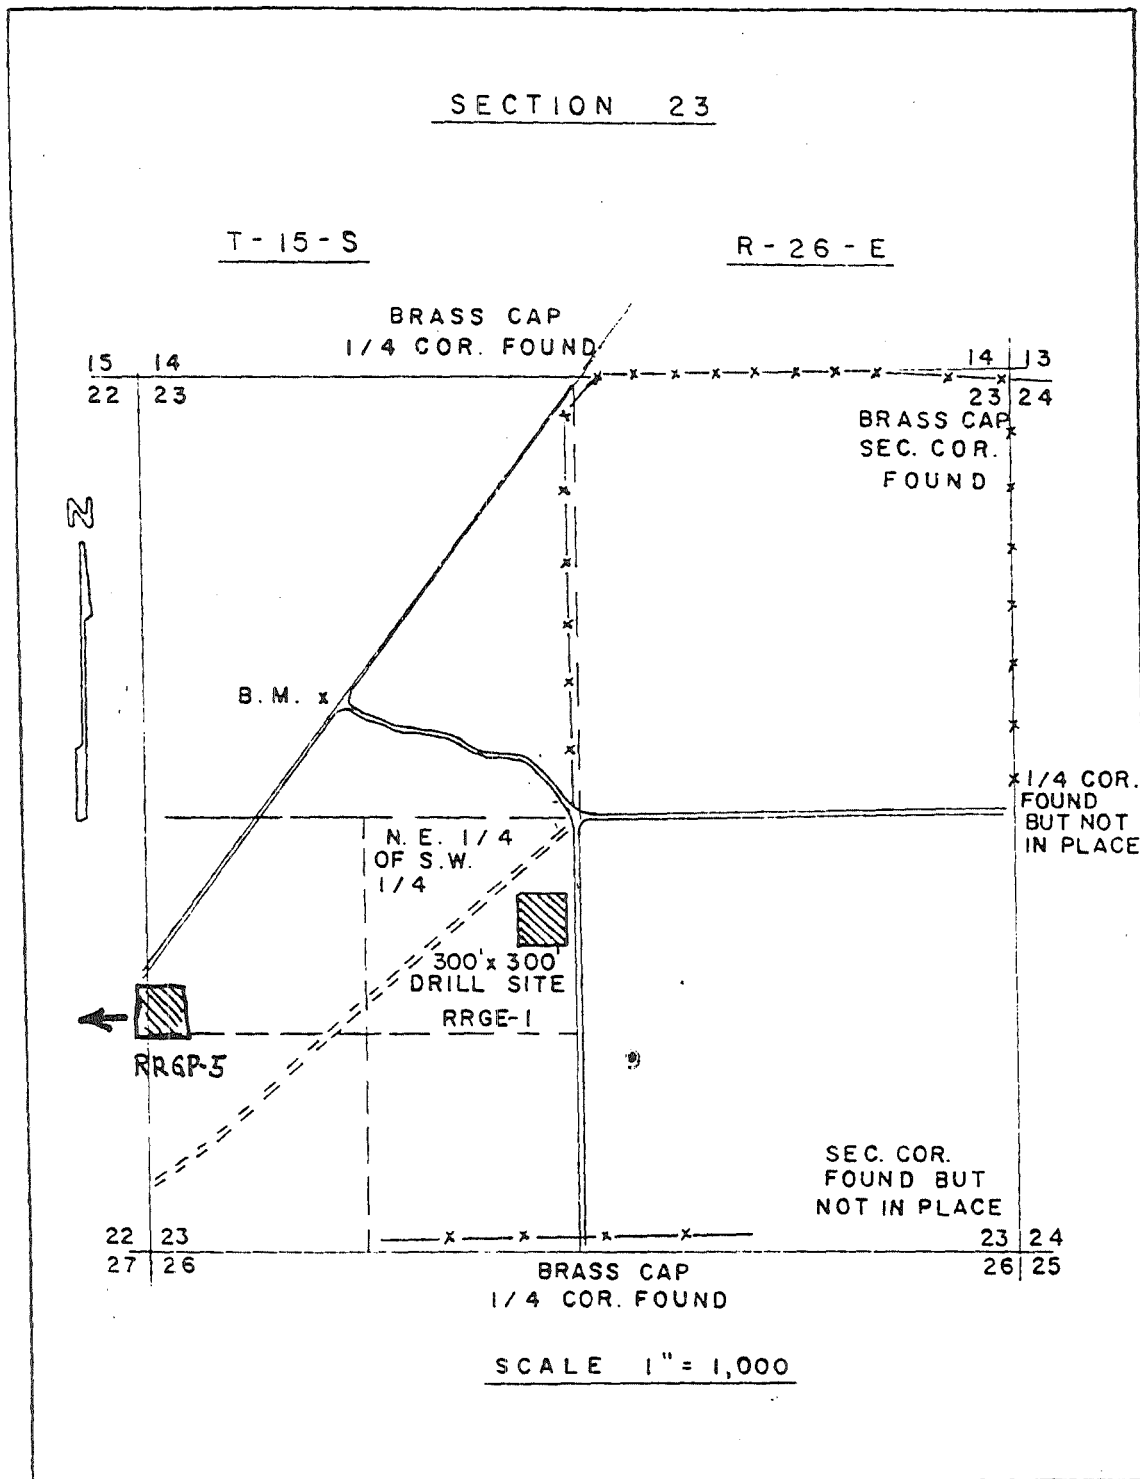 SECTION 23
T-15-S
R-26-E
BRASS CAP
1/4 COR. FOUND
15 14
22 23
14 13
23 24
BRASS CAP
SEC. COR.
FOUND
N
B.M. x
1/4 COR.
FOUND
BUT NOT
IN PLACE
N.E. 1/4
OF S.W.
1/4
300' x 300'
DRILL SITE
RRGE-1
RRGP-5
SEC. COR.
FOUND BUT
NOT IN PLACE
22 23
27 26
23 24
26 25
BRASS CAP
1/4 COR. FOUND
SCALE 1" = 1,000